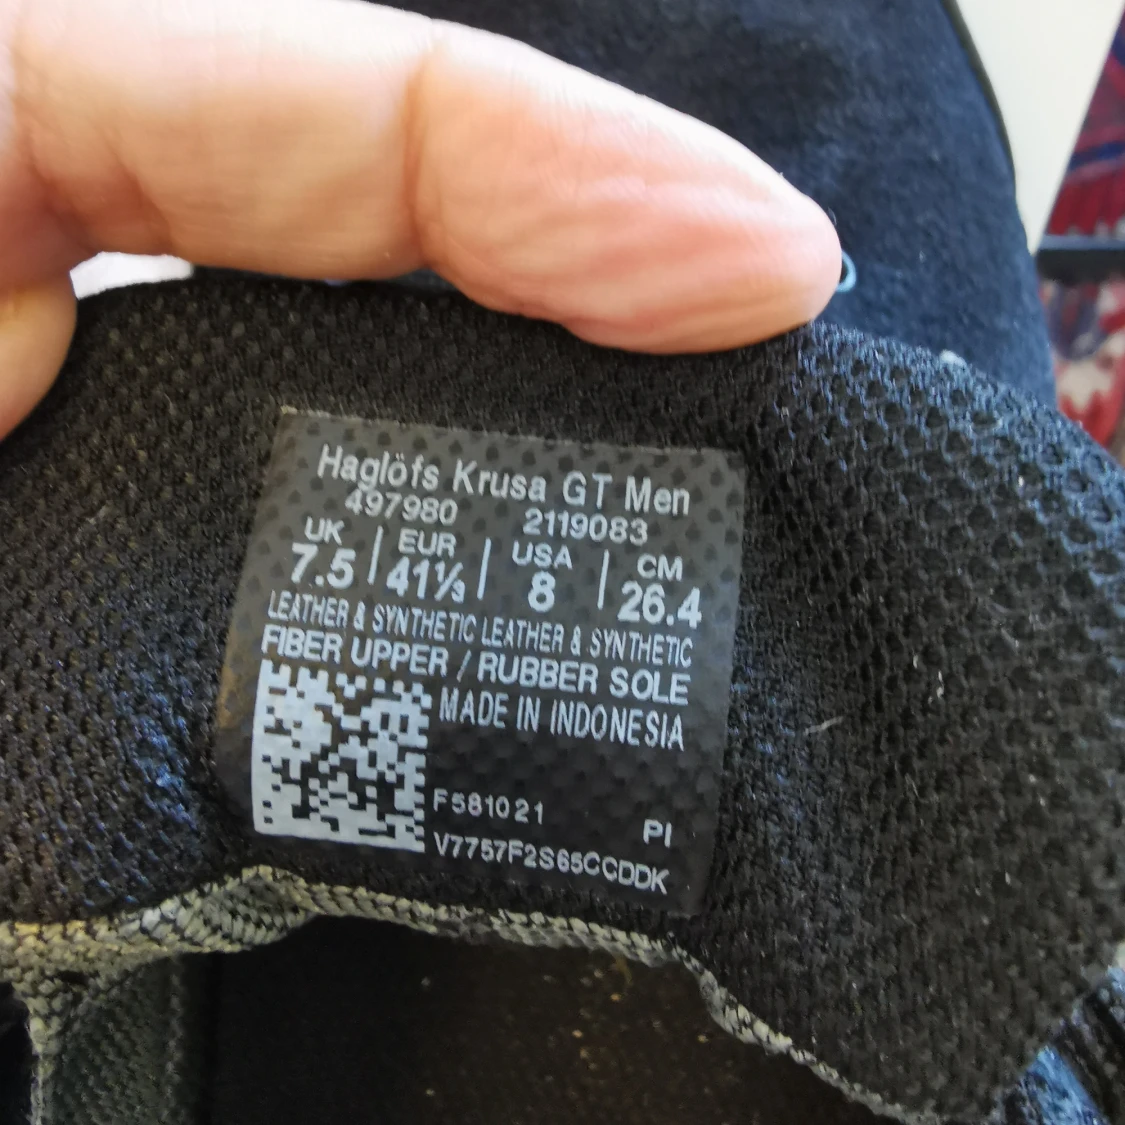 Haglöfs Krusa GT Men
497980 2119083
UK | EUR | USA | CM
7.5 | 41⅓ | 8 | 26.4
LEATHER & SYNTHETIC LEATHER & SYNTHETIC
FIBER UPPER / RUBBER SOLE
MADE IN INDONESIA
F581021 PI
V7757F2S65CCDDK